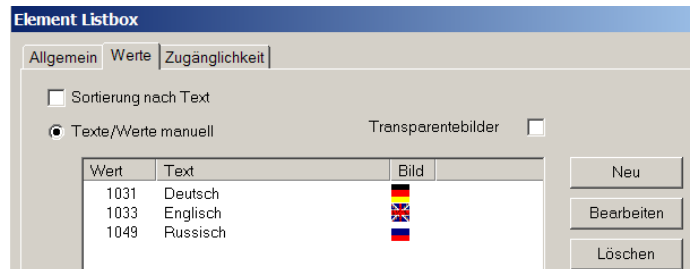 Element Listbox
Allgemein Werte Zugänglichkeit
Sortierung nach Text
Texte/Werte manuell Transparentebilder
Wert Text Bild Neu
1031 Deutsch
1033 Englisch Bearbeiten
1049 Russisch
Löschen